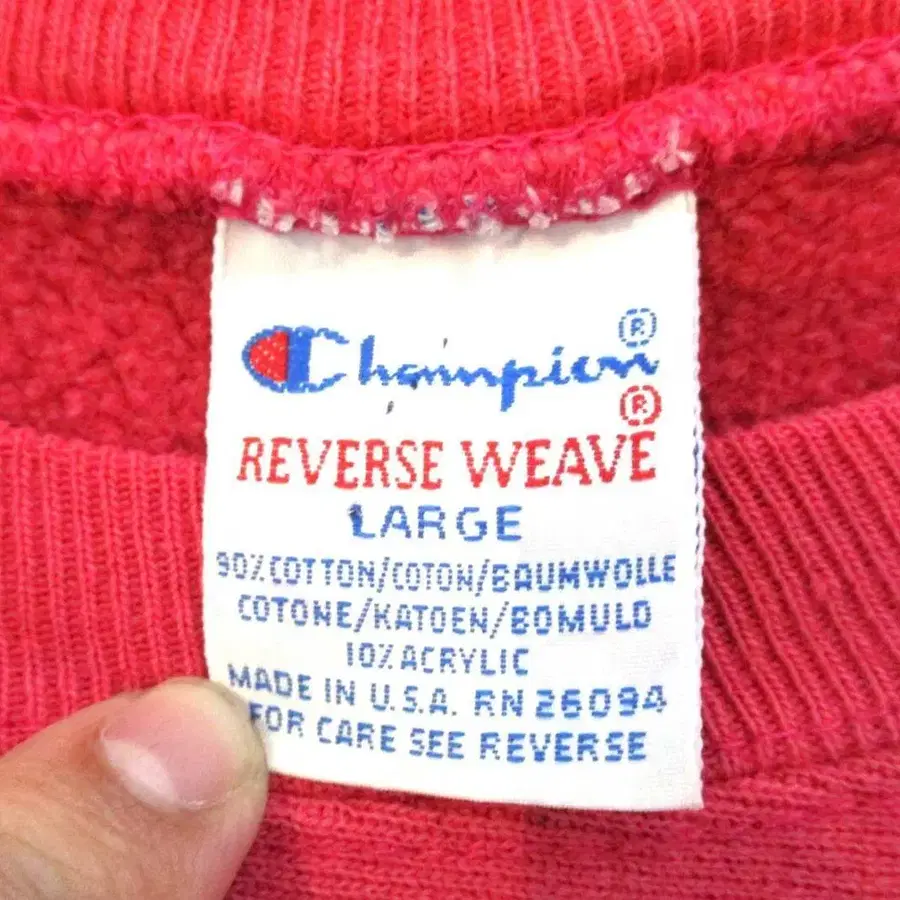 Champion®
REVERSE WEAVE®
LARGE
90% COTTON/COTON/BAUMWOLLE
COTONE/KATOEN/BOMULD
10% ACRYLIC
MADE IN U.S.A. RN 26094
FOR CARE SEE REVERSE